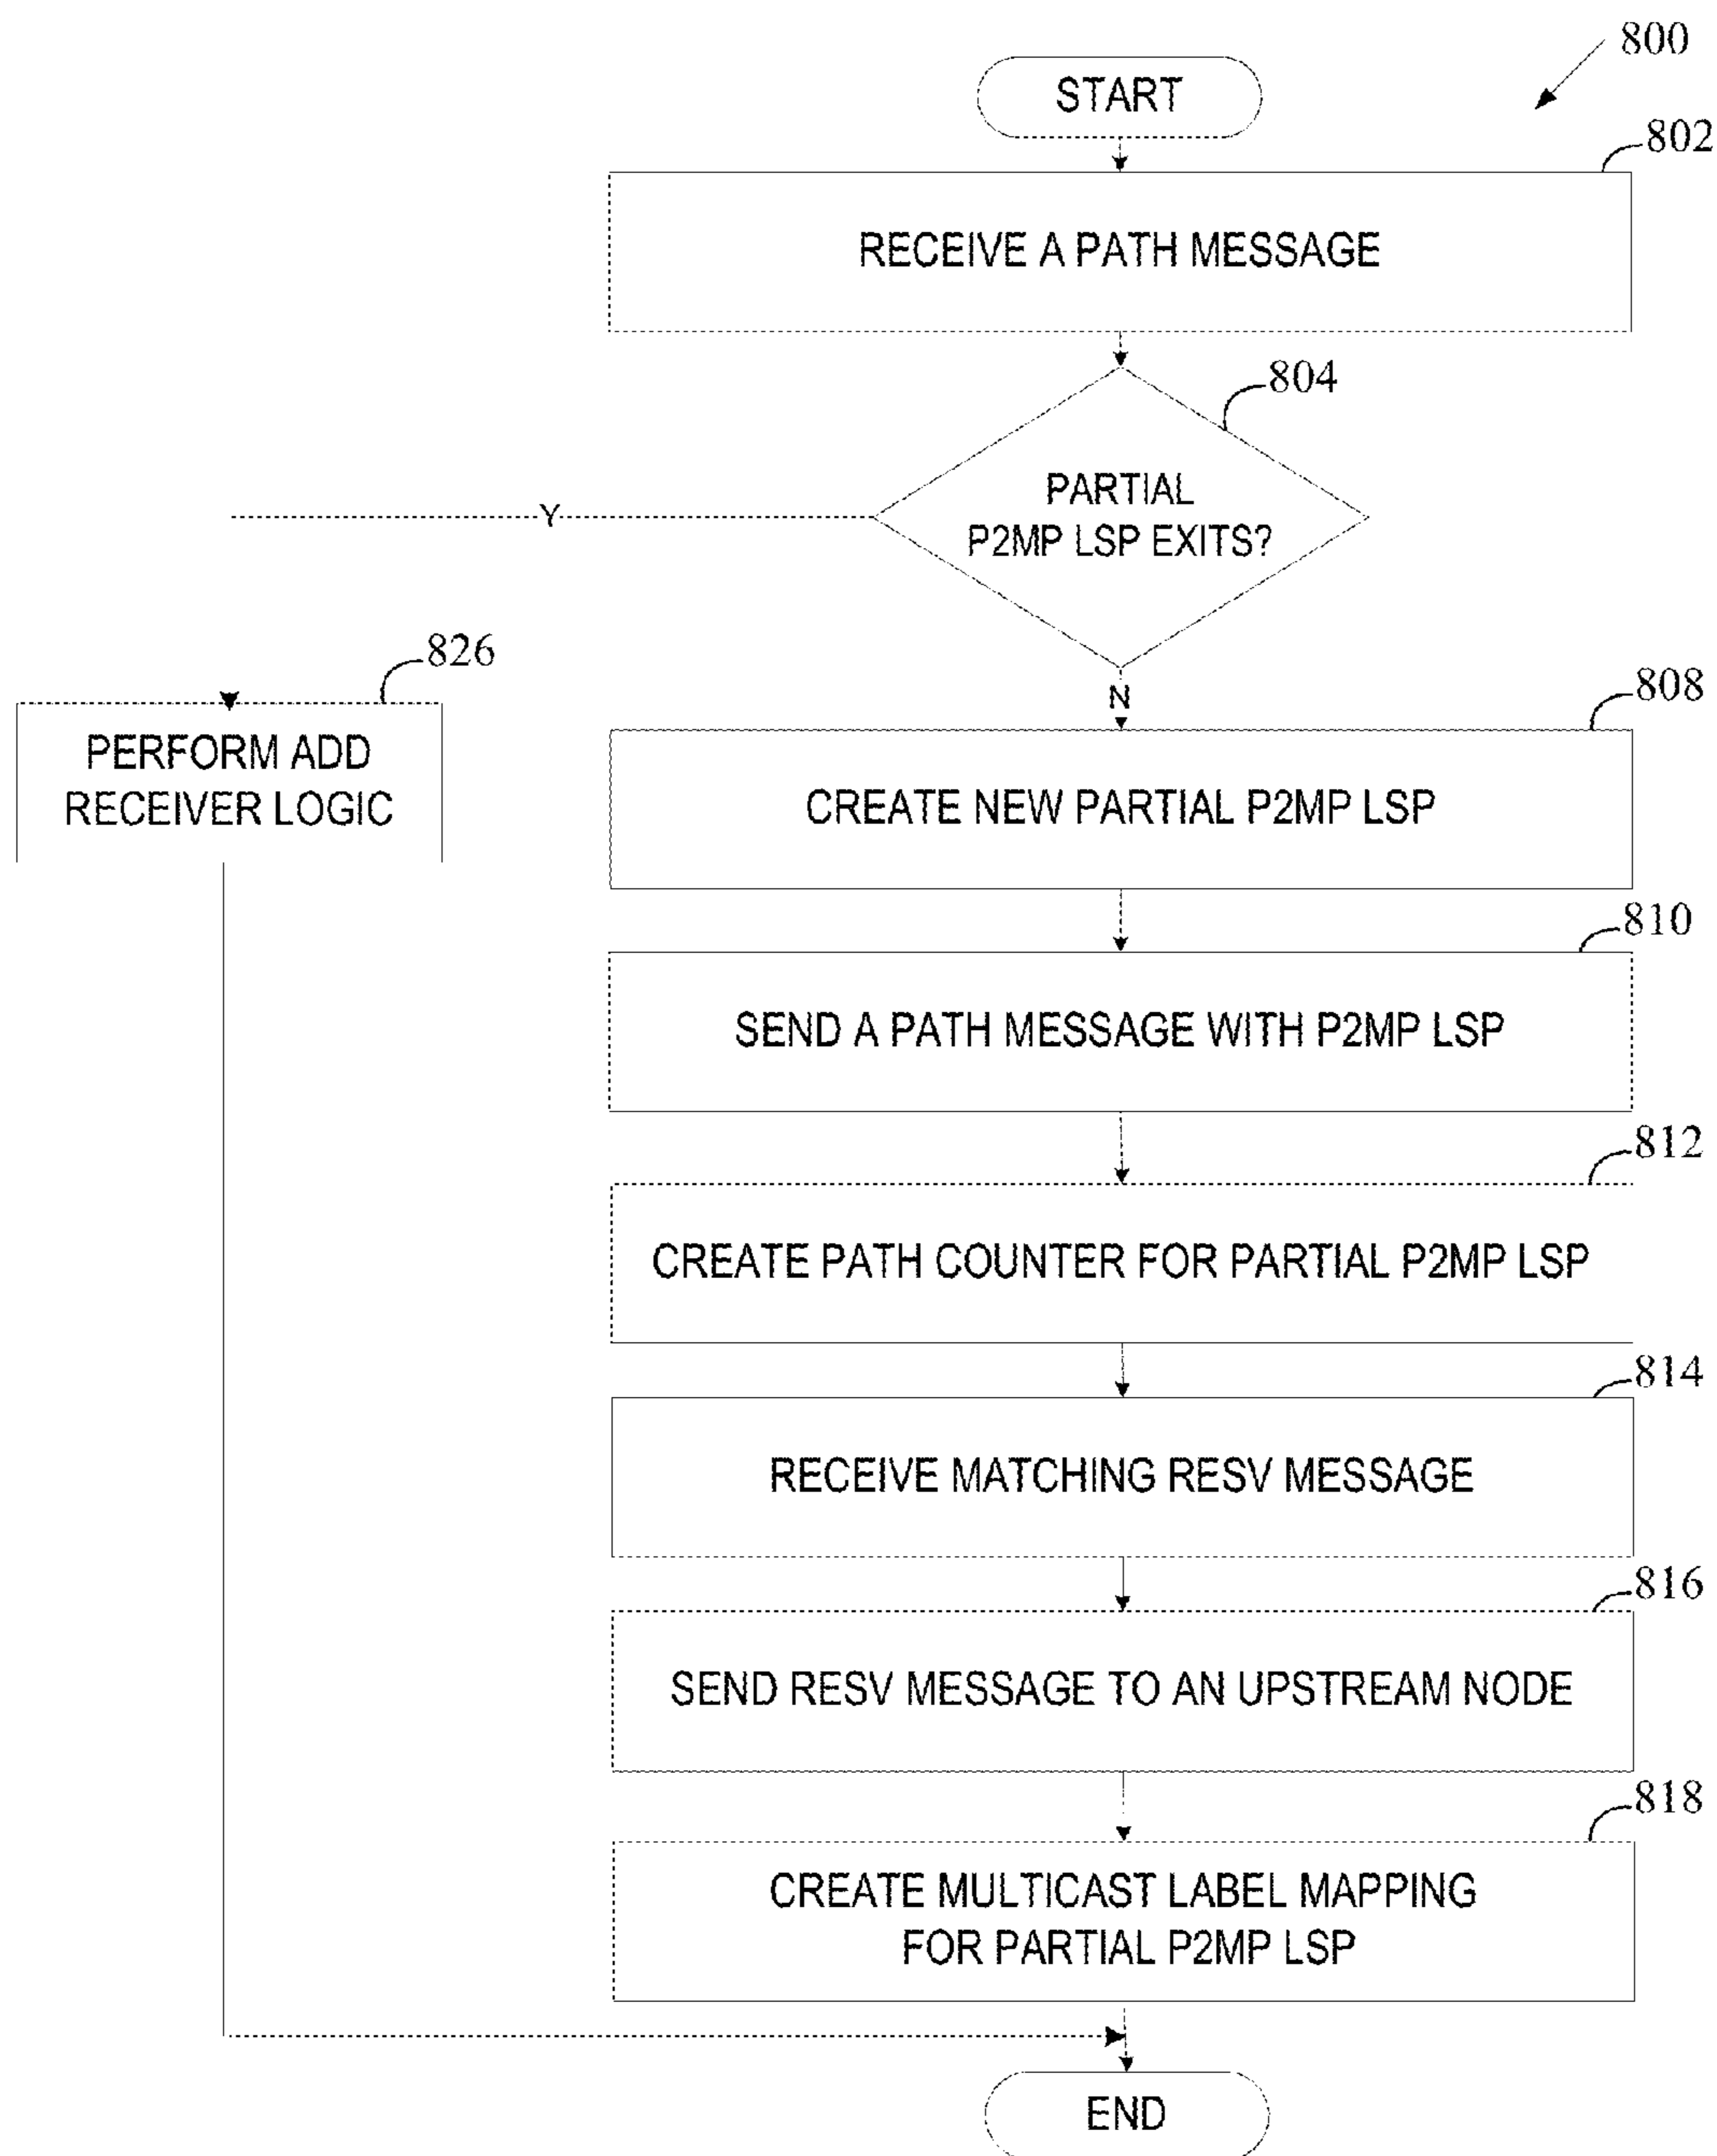 800
START
802
RECEIVE A PATH MESSAGE
804
PARTIAL
P2MP LSP EXITS?
Y
N
826
PERFORM ADD
RECEIVER LOGIC
808
CREATE NEW PARTIAL P2MP LSP
810
SEND A PATH MESSAGE WITH P2MP LSP
812
CREATE PATH COUNTER FOR PARTIAL P2MP LSP
814
RECEIVE MATCHING RESV MESSAGE
816
SEND RESV MESSAGE TO AN UPSTREAM NODE
818
CREATE MULTICAST LABEL MAPPING
FOR PARTIAL P2MP LSP
END